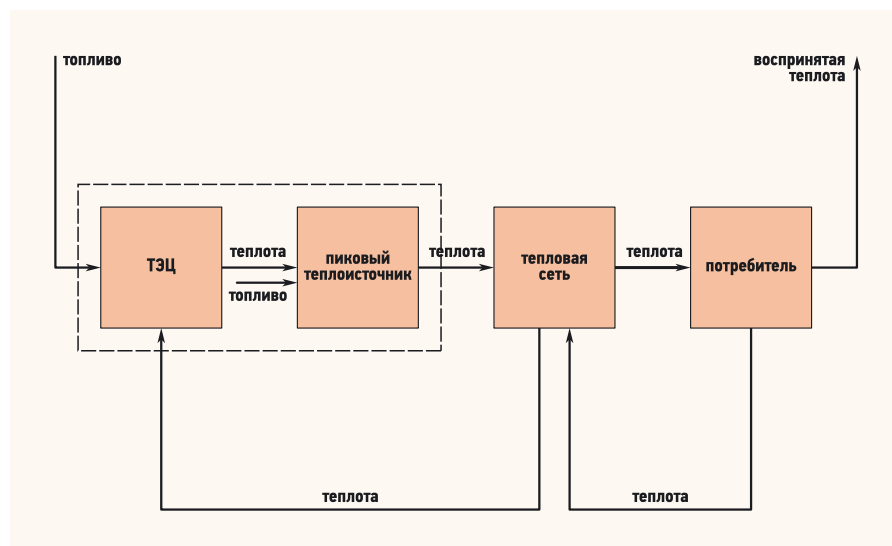 топливо
воспринятая
теплота
ТЭЦ
теплота
топливо
пиковый
теплоисточник
теплота
тепловая
сеть
теплота
потребитель
теплота
теплота